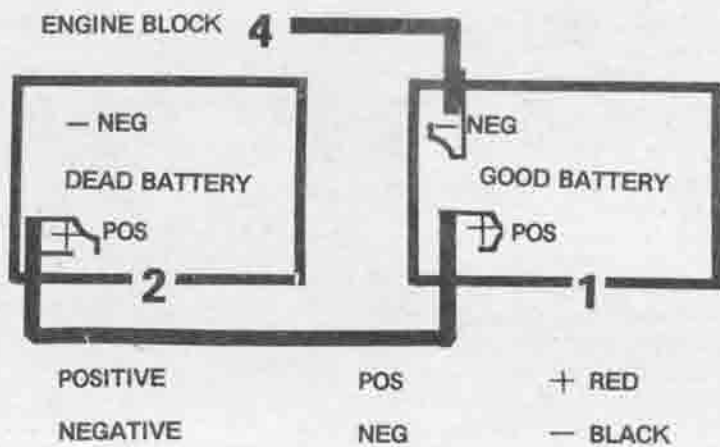 ENGINE BLOCK 4
− NEG
− NEG
DEAD BATTERY
GOOD BATTERY
+ POS
+ POS
2
1
POSITIVE POS + RED
NEGATIVE NEG − BLACK